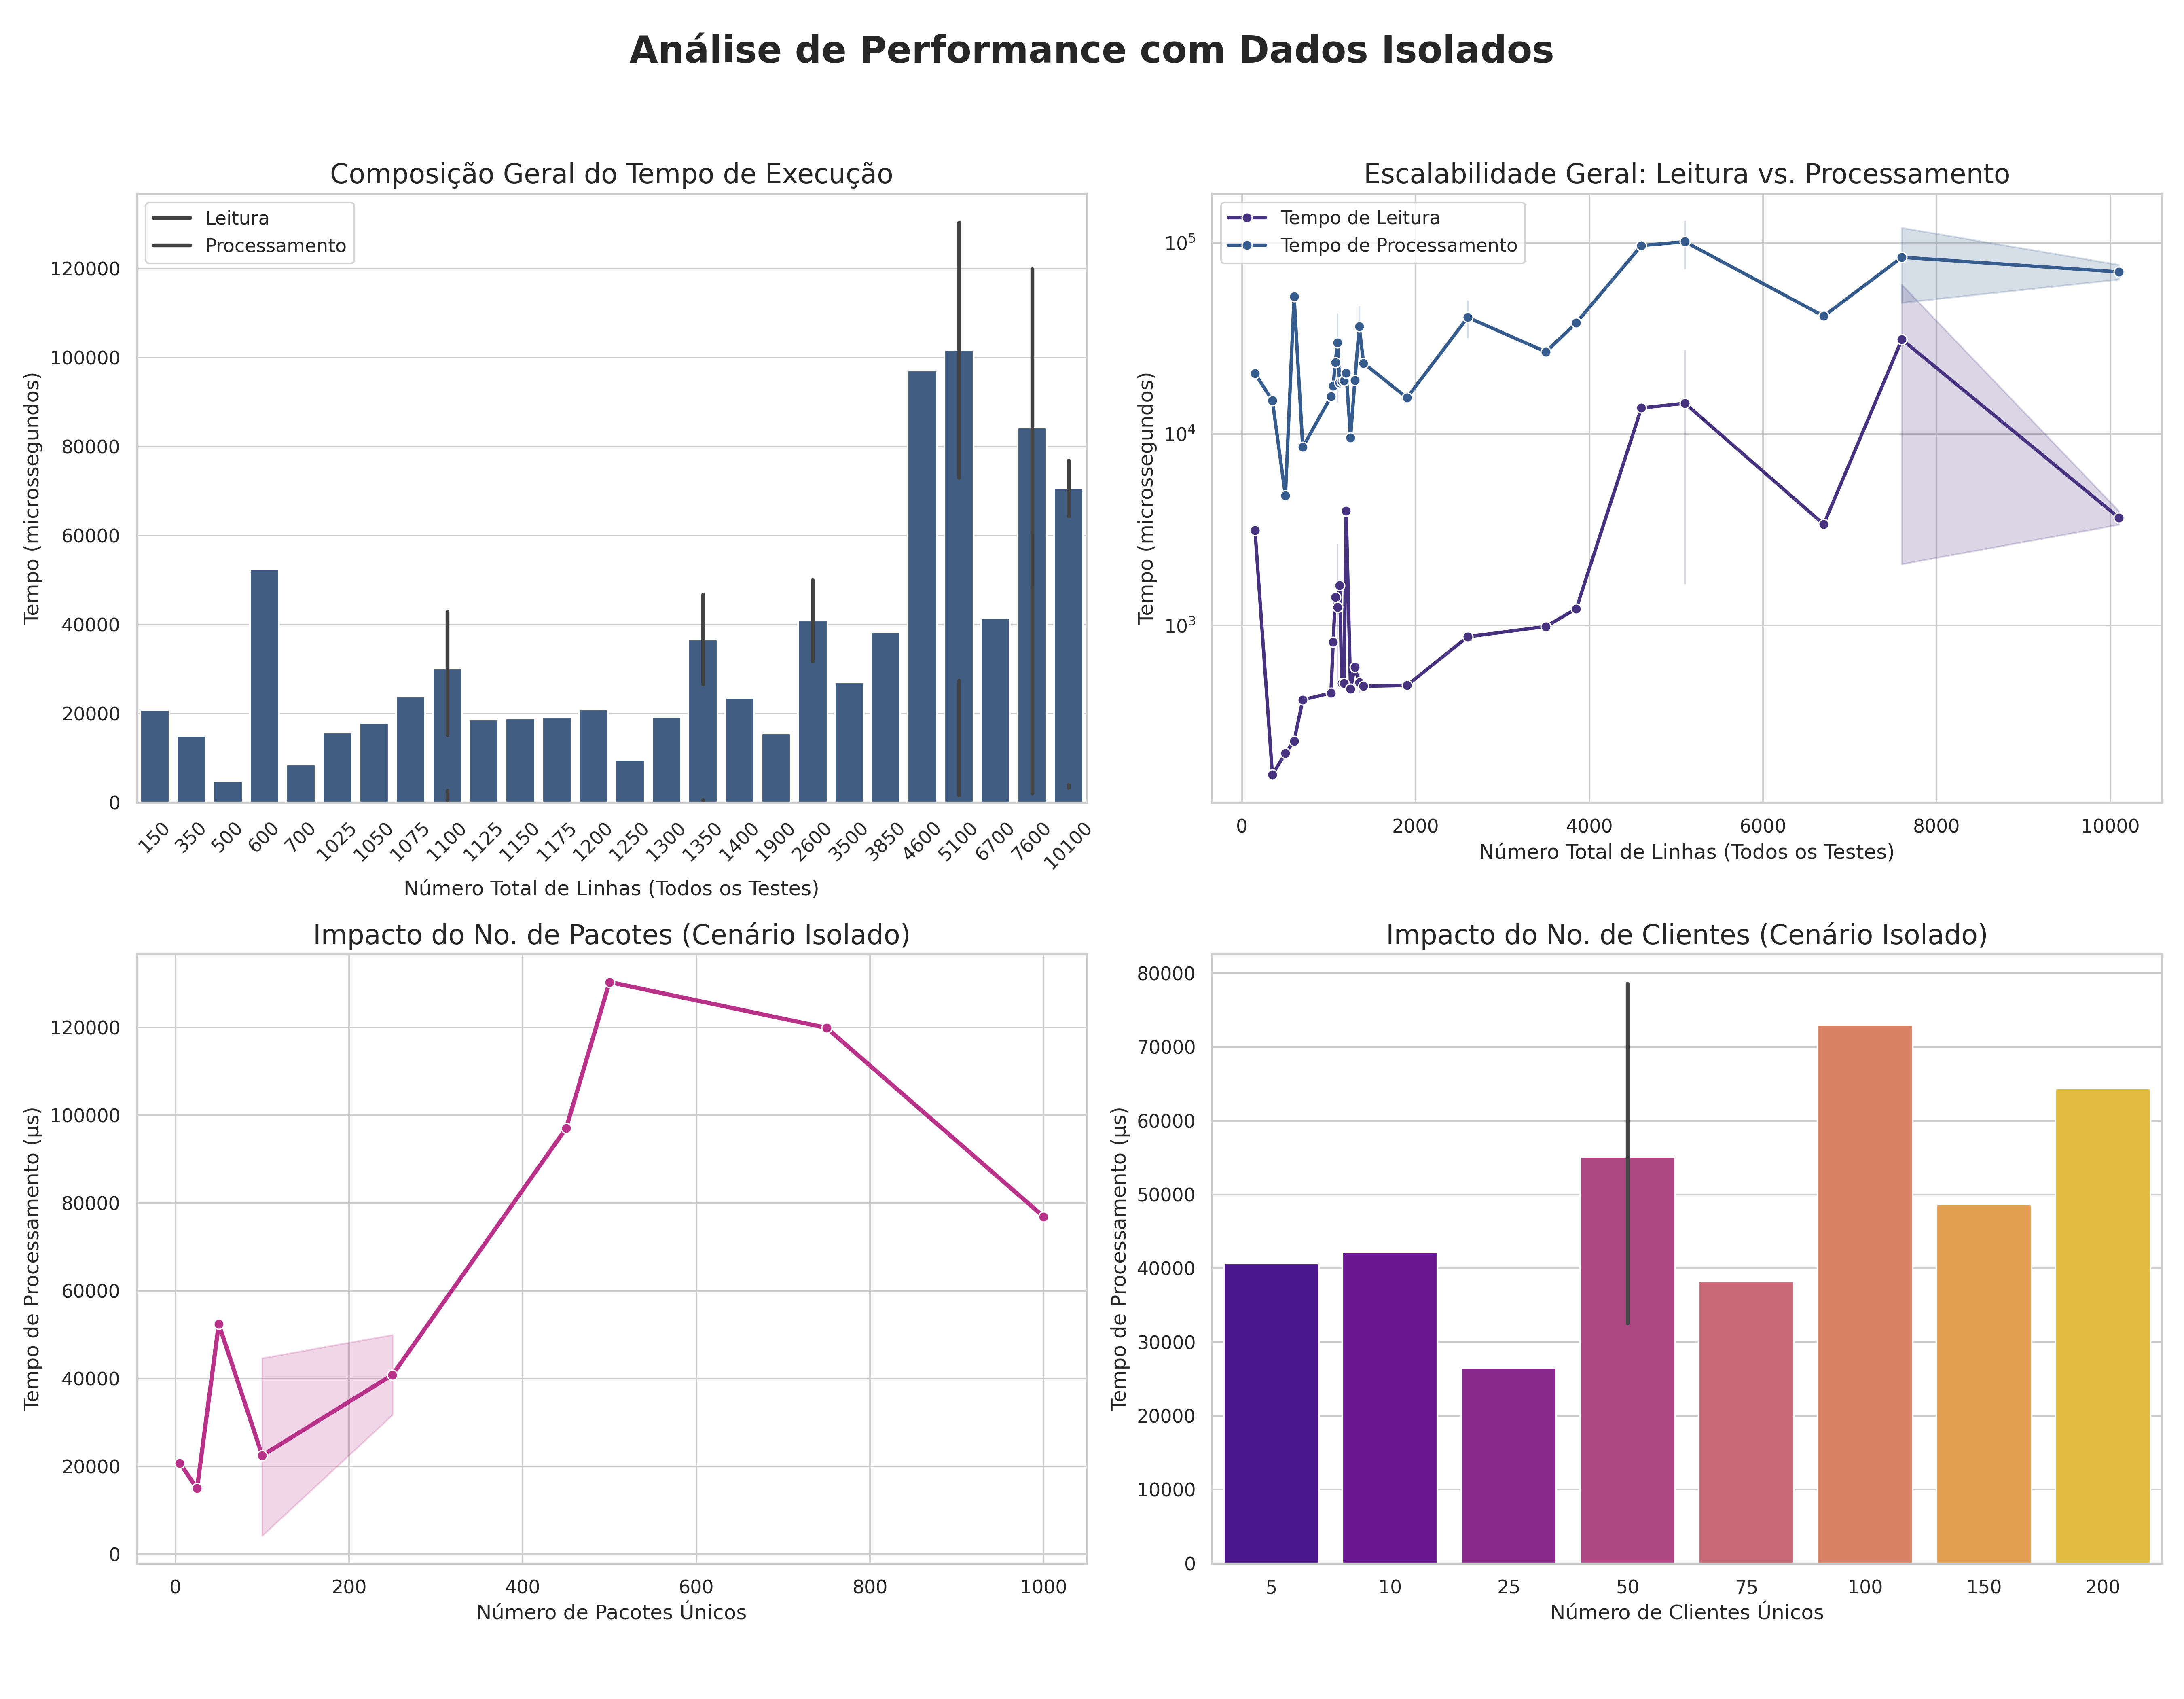 Análise de Performance com Dados Isolados
Composição Geral do Tempo de Execução
Leitura
Processamento
Tempo (microssegundos)
120000
100000
80000
60000
40000
20000
0
150 350 500 600 700 1025 1050 1075 1100 1125 1150 1175 1200 1250 1300 1350 1400 1900 2600 3500 3850 4600 5100 6700 7600 10100
Número Total de Linhas (Todos os Testes)
Escalabilidade Geral: Leitura vs. Processamento
Tempo de Leitura
Tempo de Processamento
Tempo (microssegundos)
10⁵
10⁴
10³
0 2000 4000 6000 8000 10000
Número Total de Linhas (Todos os Testes)
Impacto do No. de Pacotes (Cenário Isolado)
Tempo de Processamento (µs)
120000
100000
80000
60000
40000
20000
0
0 200 400 600 800 1000
Número de Pacotes Únicos
Impacto do No. de Clientes (Cenário Isolado)
Tempo de Processamento (µs)
80000
70000
60000
50000
40000
30000
20000
10000
0
5 10 25 50 75 100 150 200
Número de Clientes Únicos